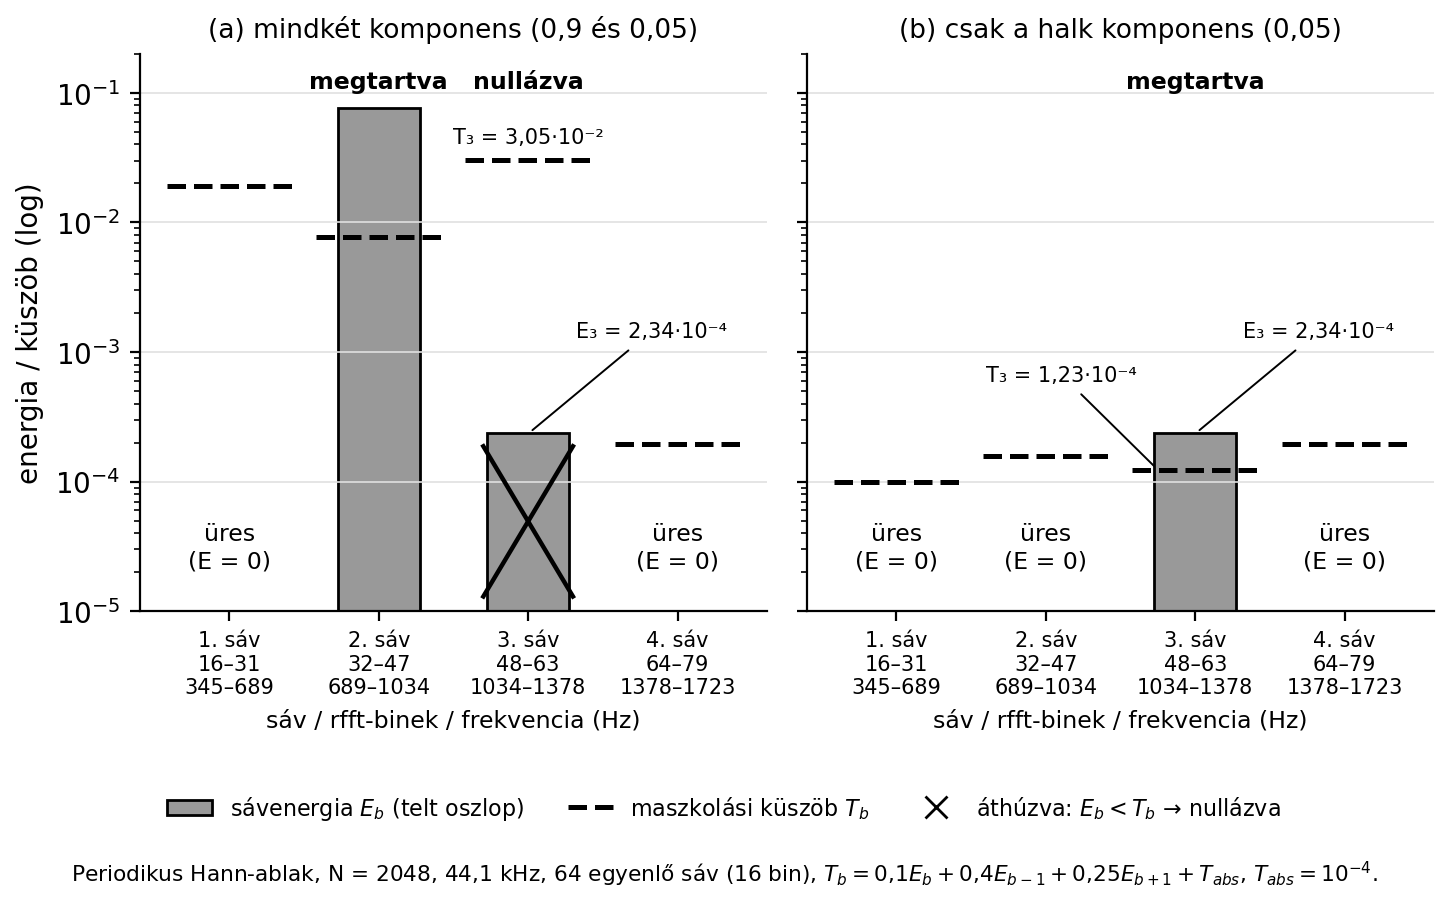 (a) mindkét komponens (0,9 és 0,05)
megtartva nullázva
T₃ = 3,05·10⁻²
E₃ = 2,34·10⁻⁴
energia / küszöb (log)
10⁻¹
10⁻²
10⁻³
10⁻⁴
10⁻⁵
üres
(E = 0)
üres
(E = 0)
1. sáv
16–31
345–689
2. sáv
32–47
689–1034
3. sáv
48–63
1034–1378
4. sáv
64–79
1378–1723
sáv / rfft-binek / frekvencia (Hz)
(b) csak a halk komponens (0,05)
megtartva
E₃ = 2,34·10⁻⁴
T₃ = 1,23·10⁻⁴
üres
(E = 0)
üres
(E = 0)
üres
(E = 0)
1. sáv
16–31
345–689
2. sáv
32–47
689–1034
3. sáv
48–63
1034–1378
4. sáv
64–79
1378–1723
sáv / rfft-binek / frekvencia (Hz)
sávenergia E_b (telt oszlop)
maszkolási küszöb T_b
áthúzva: E_b < T_b → nullázva
Periodikus Hann-ablak, N = 2048, 44,1 kHz, 64 egyenlő sáv (16 bin), T_b = 0,1E_b + 0,4E_{b−1} + 0,25E_{b+1} + T_{abs}, T_{abs} = 10⁻⁴.